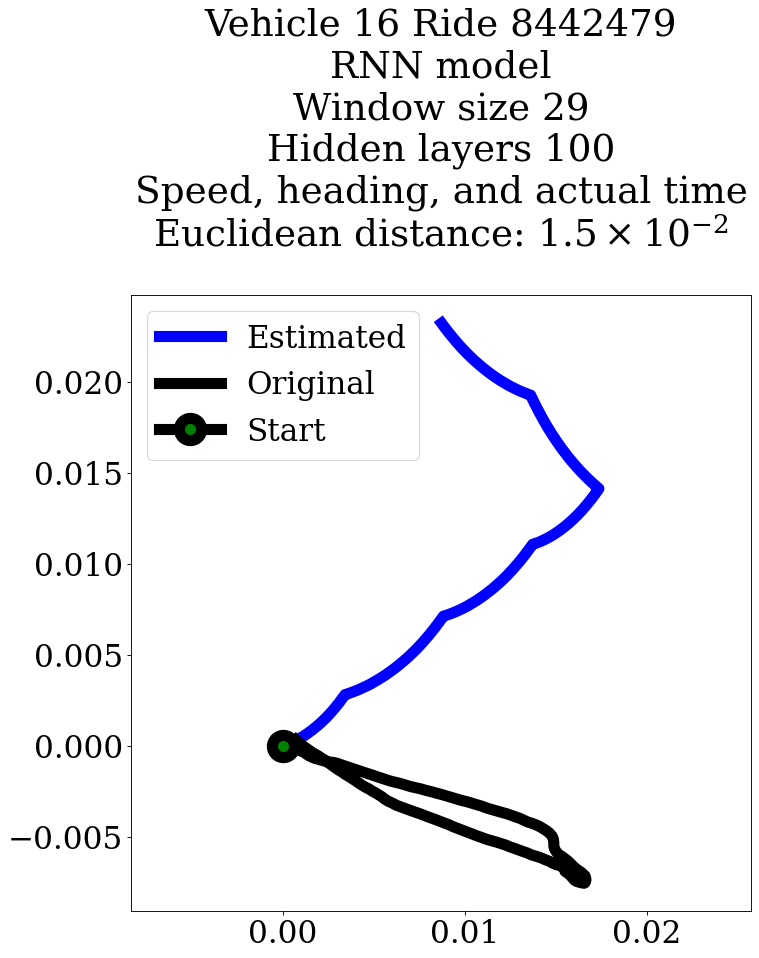 Vehicle 16 Ride 8442479
RNN model
Window size 29
Hidden layers 100
Speed, heading, and actual time
Euclidean distance: 1.5 × 10⁻²
Estimated
Original
Start
0.020
0.015
0.010
0.005
0.000
−0.005
0.00 0.01 0.02